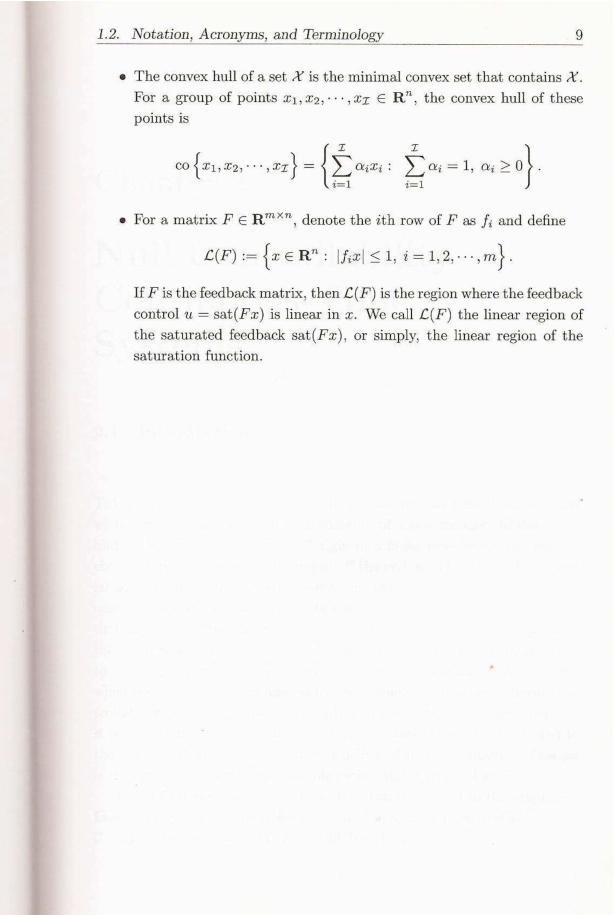 1.2. Notation, Acronyms, and Terminology 9
• The convex hull of a set 𝒳 is the minimal convex set that contains 𝒳.
For a group of points x₁, x₂, ⋯, x_ℐ ∈ Rⁿ, the convex hull of these
points is
co{x₁, x₂, ⋯, x_ℐ} = {∑_{i=1}^{ℐ} αᵢxᵢ : ∑_{i=1}^{ℐ} αᵢ = 1, αᵢ ≥ 0}.
• For a matrix F ∈ R^{m×n}, denote the ith row of F as fᵢ and define
ℒ(F) := {x ∈ Rⁿ : |fᵢx| ≤ 1, i = 1, 2, ⋯, m}.
If F is the feedback matrix, then ℒ(F) is the region where the feedback
control u = sat(Fx) is linear in x. We call ℒ(F) the linear region of
the saturated feedback sat(Fx), or simply, the linear region of the
saturation function.